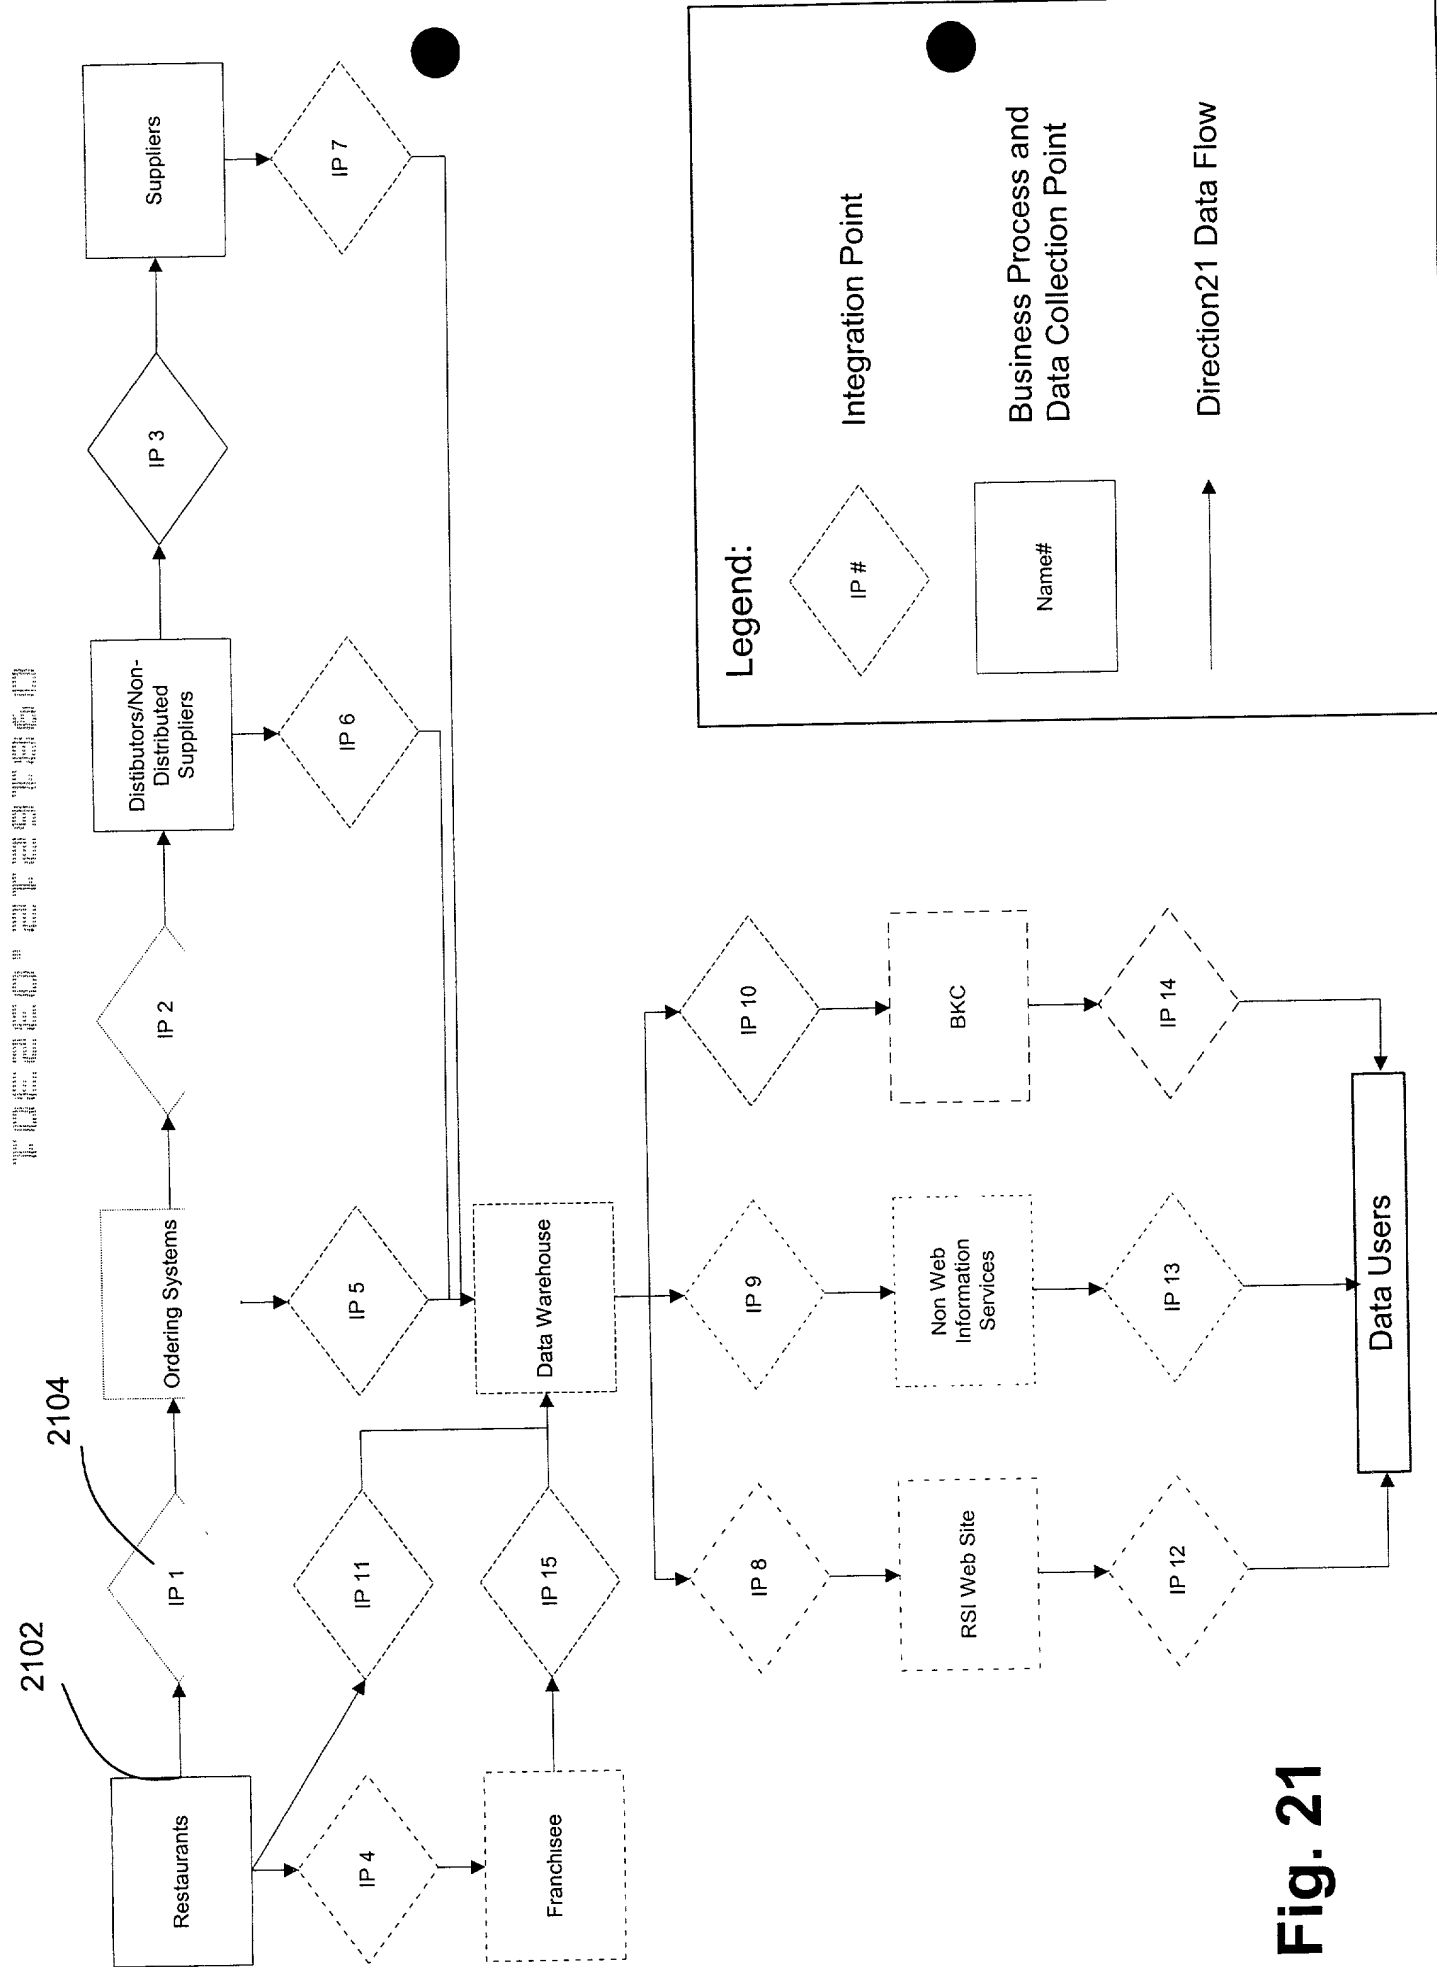 2102
2104
Restaurants
IP 1
Ordering Systems
IP 2
Distibutors/Non-
Distributed
Suppliers
IP 3
Suppliers
IP 4
IP 11
IP 5
IP 6
IP 7
Franchisee
IP 15
Data Warehouse
IP 8
IP 9
IP 10
RSI Web Site
Non Web
Information
Services
BKC
IP 12
IP 13
IP 14
Data Users
Legend:
IP #
Integration Point
Name#
Business Process and
Data Collection Point
Direction21 Data Flow
Fig. 21